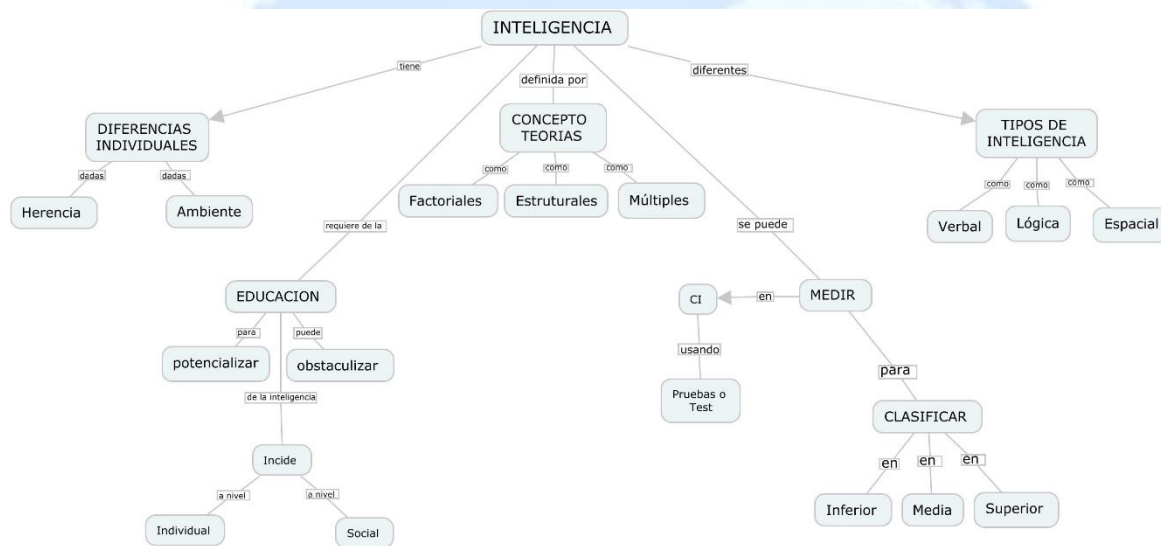 INTELIGENCIA
tiene
definida por
diferentes
DIFERENCIAS
INDIVIDUALES
CONCEPTO
TEORIAS
TIPOS DE
INTELIGENCIA
dadas
dadas
como
como
como
como
como
como
Herencia
Ambiente
Factoriales
Estruturales
Múltiples
Verbal
Lógica
Espacial
requiere de la
se puede
EDUCACION
CI
en
MEDIR
para
puede
potencializar
obstaculizar
usando
para
de la inteligencia
Pruebas o
Test
CLASIFICAR
Incide
en
en
en
a nivel
a nivel
Individual
Social
Inferior
Media
Superior